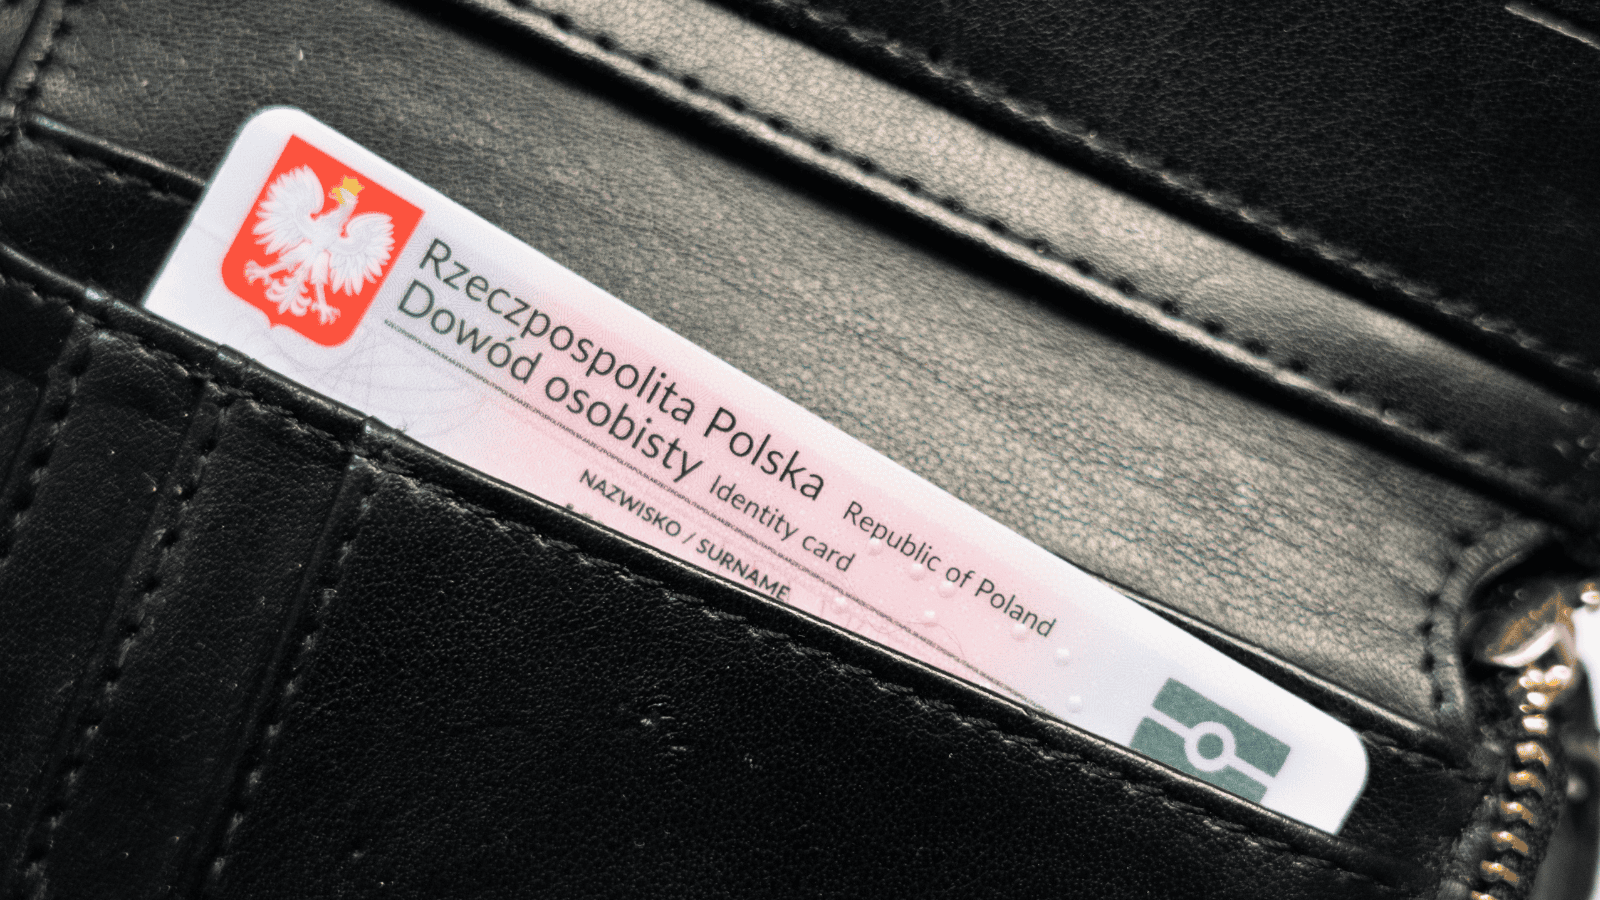 Rzeczpospolita Polska Republic of Poland
Dowód osobisty Identity card
NAZWISKO / SURNAME